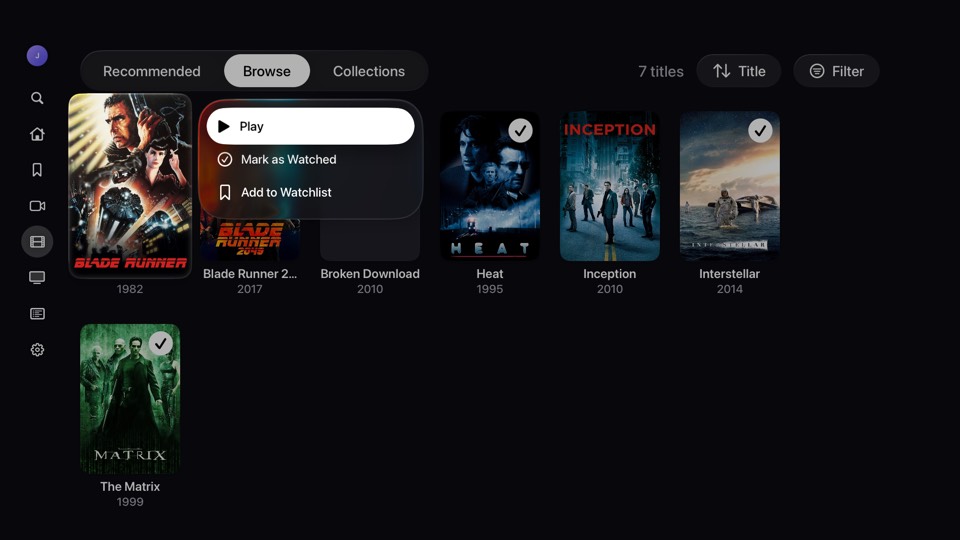 J
Recommended
Browse
Collections
7 titles
Title
Filter
Play
Mark as Watched
Add to Watchlist
BLADE RUNNER
BLADE
RUNNER
2049
HEAT
INCEPTION
INTERSTELLAR
Blade Runner 2...
Broken Download
Heat
Inception
Interstellar
1982
2017
2010
1995
2010
2014
MATRIX
The Matrix
1999